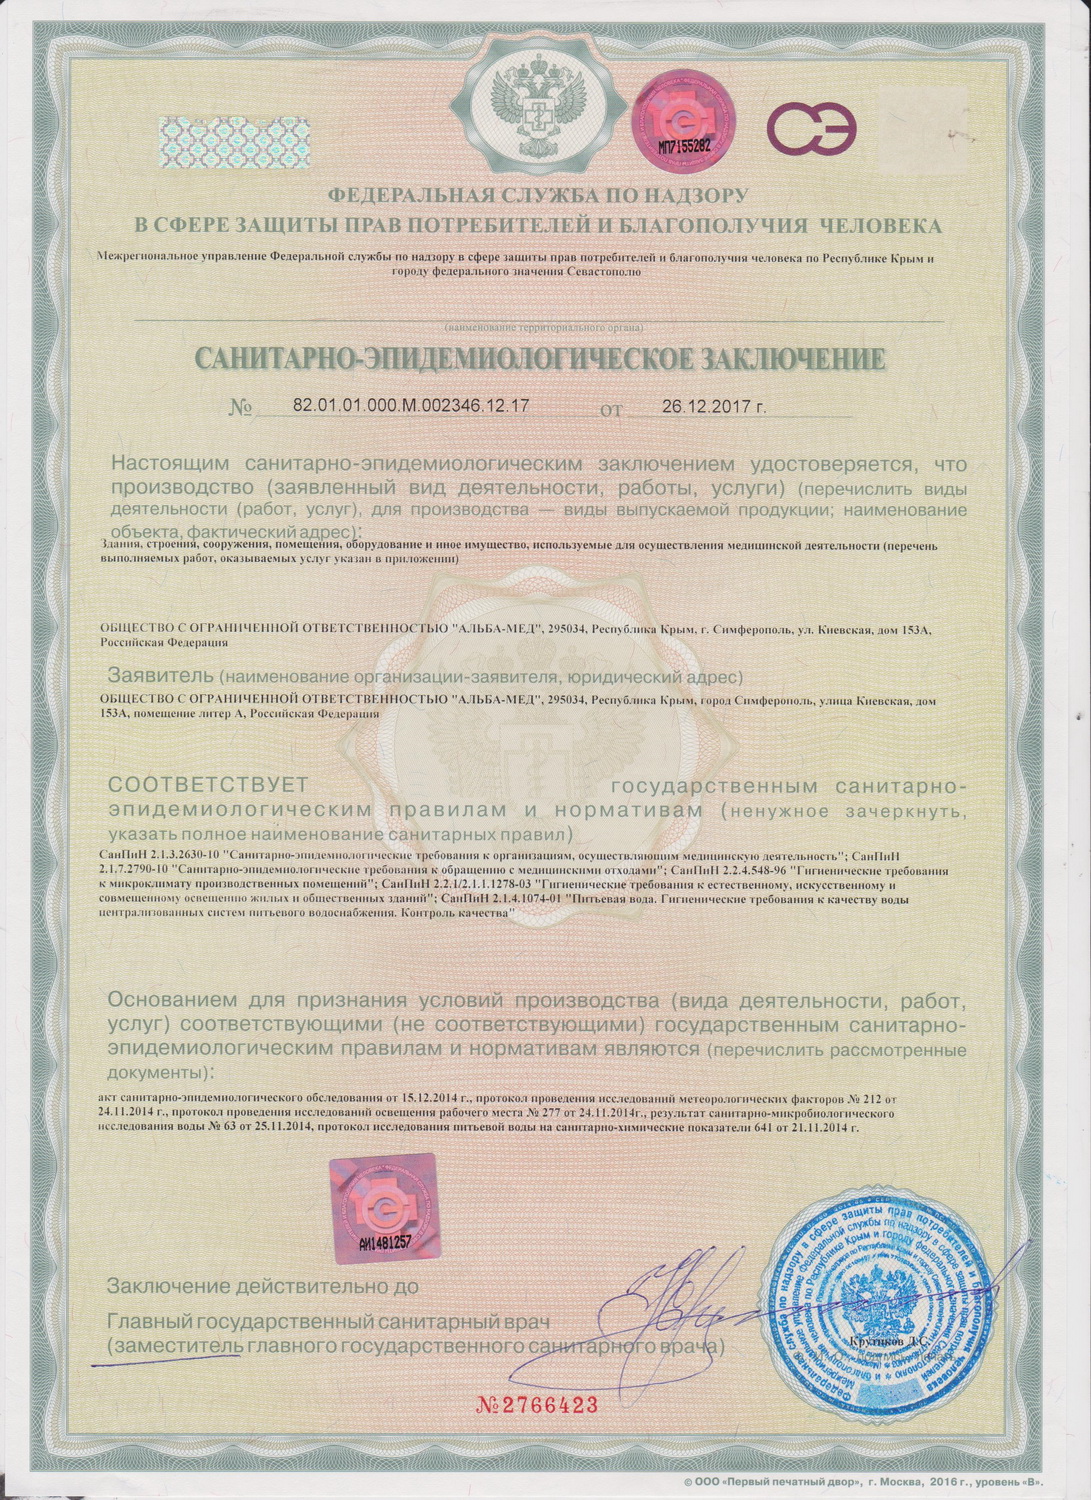 МП7155282
СЭ
ФЕДЕРАЛЬНАЯ СЛУЖБА ПО НАДЗОРУ
В СФЕРЕ ЗАЩИТЫ ПРАВ ПОТРЕБИТЕЛЕЙ И БЛАГОПОЛУЧИЯ ЧЕЛОВЕКА
Межрегиональное управление Федеральной службы по надзору в сфере защиты прав потребителей и благополучия человека по Республике Крым и
городу федерального значения Севастополю
(наименование территориального органа)
САНИТАРНО-ЭПИДЕМИОЛОГИЧЕСКОЕ ЗАКЛЮЧЕНИЕ
№ 82.01.01.000.М.002346.12.17 от 26.12.2017 г.
Настоящим санитарно-эпидемиологическим заключением удостоверяется, что
производство (заявленный вид деятельности, работы, услуги) (перечислить виды
деятельности (работ, услуг), для производства — виды выпускаемой продукции; наименование
объекта, фактический адрес):
Здания, строения, сооружения, помещения, оборудование и иное имущество, используемые для осуществления медицинской деятельности (перечень
выполняемых работ, оказываемых услуг указан в приложении)
ОБЩЕСТВО С ОГРАНИЧЕННОЙ ОТВЕТСТВЕННОСТЬЮ "АЛЬБА-МЕД", 295034, Республика Крым, г. Симферополь, ул. Киевская, дом 153А,
Российская Федерация
Заявитель (наименование организации-заявителя, юридический адрес)
ОБЩЕСТВО С ОГРАНИЧЕННОЙ ОТВЕТСТВЕННОСТЬЮ "АЛЬБА-МЕД", 295034, Республика Крым, город Симферополь, улица Киевская, дом
153А, помещение литер А, Российская Федерация
СООТВЕТСТВУЕТ государственным санитарно-
эпидемиологическим правилам и нормативам (ненужное зачеркнуть,
указать полное наименование санитарных правил)
СанПиН 2.1.3.2630-10 "Санитарно-эпидемиологические требования к организациям, осуществляющим медицинскую деятельность"; СанПиН
2.1.7.2790-10 "Санитарно-эпидемиологические требования к обращению с медицинскими отходами"; СанПиН 2.2.4.548-96 "Гигиенические требования
к микроклимату производственных помещений"; СанПиН 2.2.1/2.1.1.1278-03 "Гигиенические требования к естественному, искусственному и
совмещенному освещению жилых и общественных зданий"; СанПиН 2.1.4.1074-01 "Питьевая вода. Гигиенические требования к качеству воды
централизованных систем питьевого водоснабжения. Контроль качества"
Основанием для признания условий производства (вида деятельности, работ,
услуг) соответствующими (не соответствующими) государственным санитарно-
эпидемиологическим правилам и нормативам являются (перечислить рассмотренные
документы):
акт санитарно-эпидемиологического обследования от 15.12.2014 г., протокол проведения исследований метеорологических факторов № 212 от
24.11.2014 г., протокол проведения исследований освещения рабочего места № 277 от 24.11.2014г., результат санитарно-микробиологического
исследования воды № 63 от 25.11.2014, протокол исследования питьевой воды на санитарно-химические показатели 641 от 21.11.2014 г.
АИ1481257
Заключение действительно до
Главный государственный санитарный врач
(заместитель главного государственного санитарного врача)
Крутиков Д.С.
№2766423
© ООО «Первый печатный двор», г. Москва, 2016 г., уровень «В».